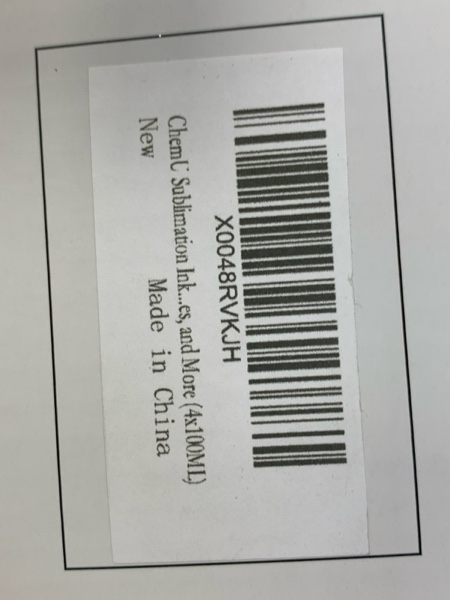 X0048RVKJH
ChemU Sublimation Ink...es, and More (4x100ML)
New
Made in China